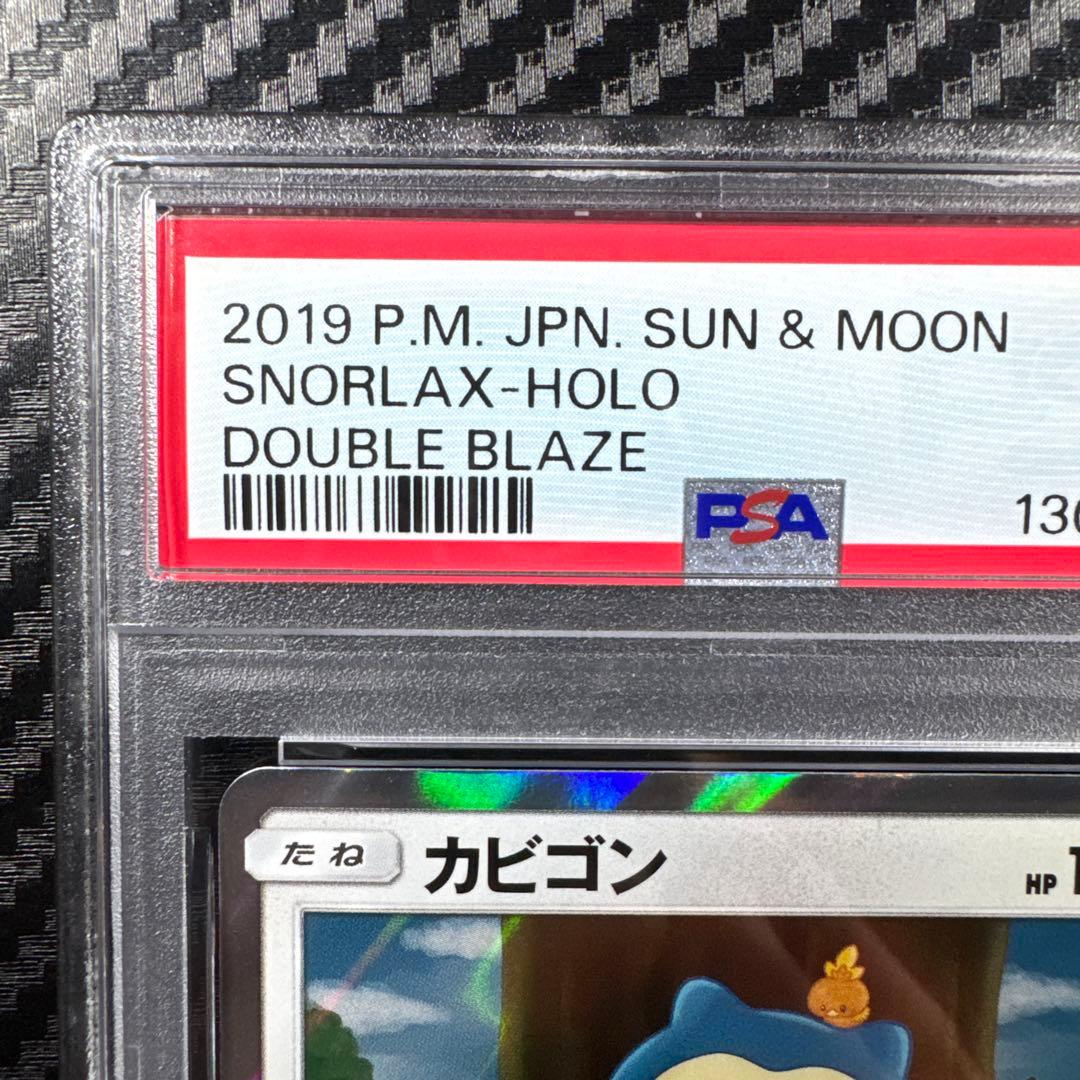 2019 P.M. JPN. SUN & MOON
SNORLAX-HOLO
DOUBLE BLAZE
PSA
たね カビゴン HP